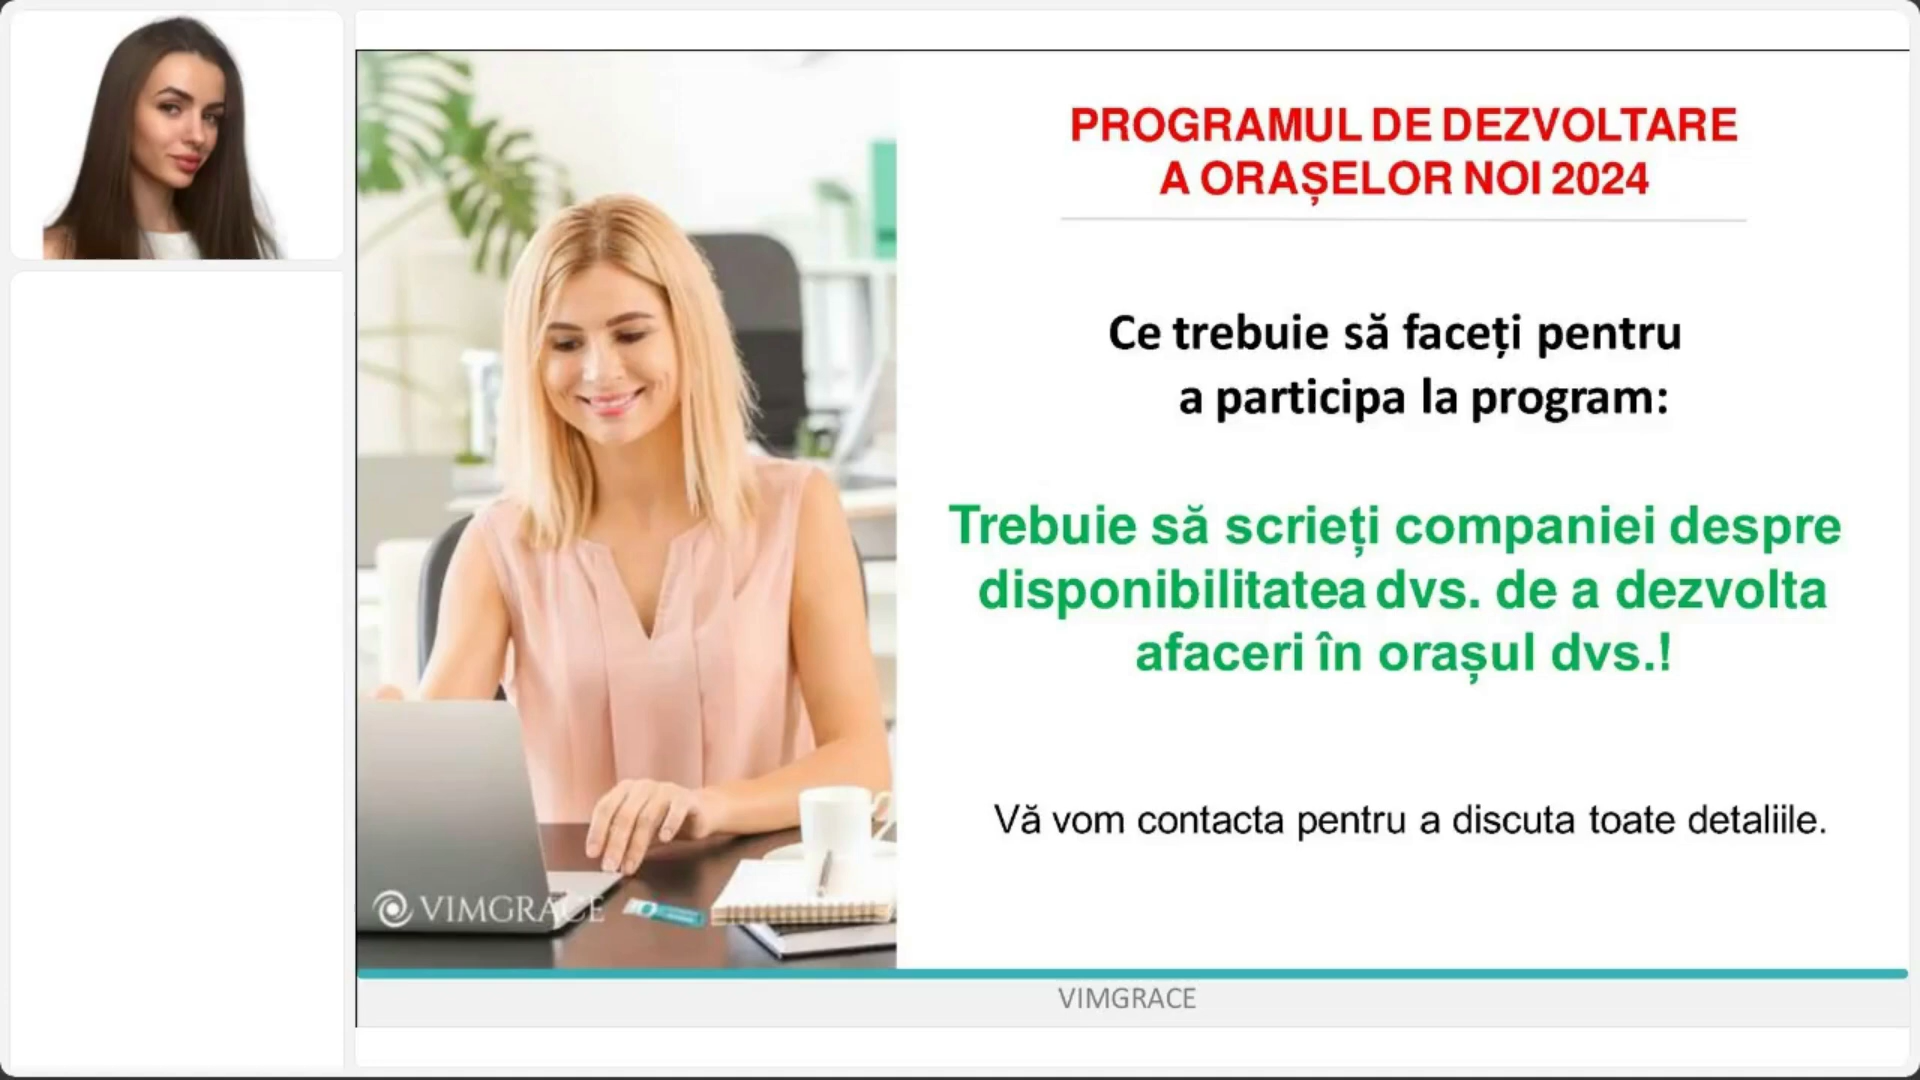 PROGRAMUL DE DEZVOLTARE
A ORAȘELOR NOI 2024
Ce trebuie să faceți pentru
a participa la program:
Trebuie să scrieți companiei despre
disponibilitatea dvs. de a dezvolta
afaceri în orașul dvs.!
Vă vom contacta pentru a discuta toate detaliile.
VIMGRACE
VIMGRACE